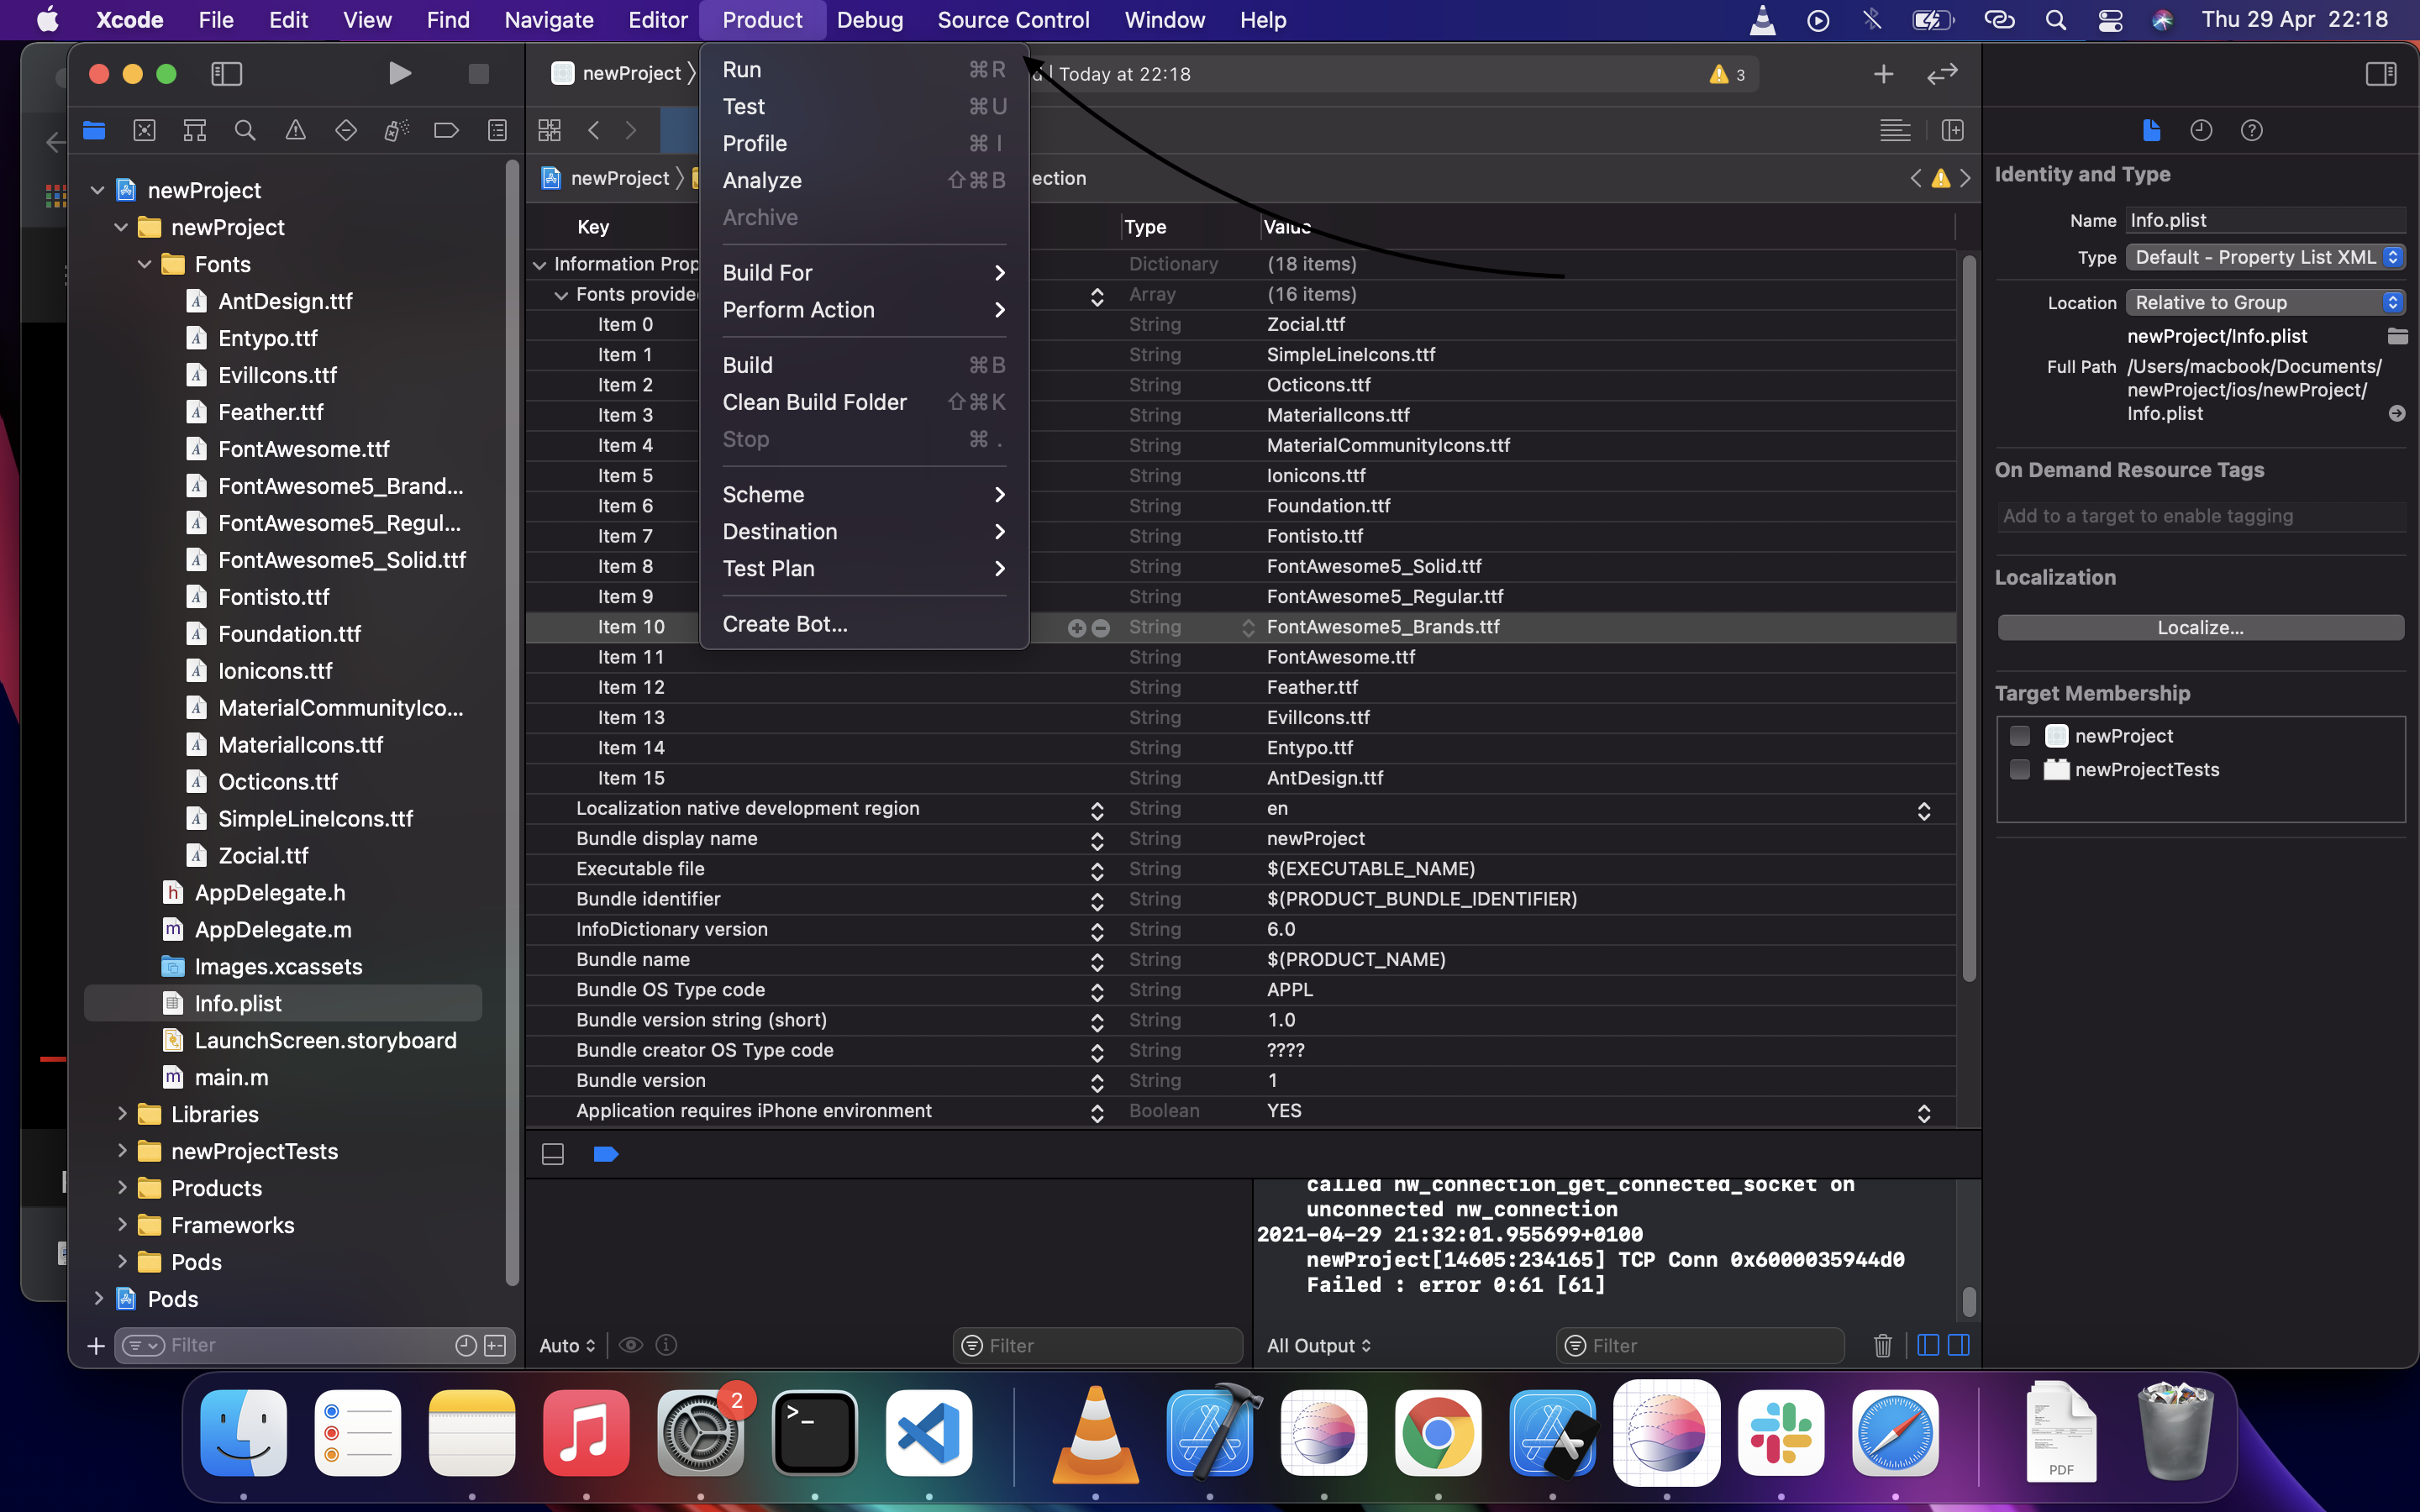 Xcode File Edit View Find Navigate Editor Product Debug Source Control Window Help Thu 29 Apr 22:18
newProject
Today at 22:18
3
Run ⌘R
Test ⌘U
Profile ⌘I
Analyze ⇧⌘B
Archive
Build For
Perform Action
Build ⌘B
Clean Build Folder ⇧⌘K
Stop ⌘.
Scheme
Destination
Test Plan
Create Bot...
newProject
newProject
Fonts
AntDesign.ttf
Entypo.ttf
EvilIcons.ttf
Feather.ttf
FontAwesome.ttf
FontAwesome5_Brand...
FontAwesome5_Regul...
FontAwesome5_Solid.ttf
Fontisto.ttf
Foundation.ttf
Ionicons.ttf
MaterialCommunityIco...
MaterialIcons.ttf
Octicons.ttf
SimpleLineIcons.ttf
Zocial.ttf
AppDelegate.h
AppDelegate.m
Images.xcassets
Info.plist
LaunchScreen.storyboard
main.m
Libraries
newProjectTests
Products
Frameworks
Pods
Pods
Filter
newProject
ection
Key Type Value
Information Prop Dictionary (18 items)
Fonts provide Array (16 items)
Item 0 String Zocial.ttf
Item 1 String SimpleLineIcons.ttf
Item 2 String Octicons.ttf
Item 3 String MaterialIcons.ttf
Item 4 String MaterialCommunityIcons.ttf
Item 5 String Ionicons.ttf
Item 6 String Foundation.ttf
Item 7 String Fontisto.ttf
Item 8 String FontAwesome5_Solid.ttf
Item 9 String FontAwesome5_Regular.ttf
Item 10 String FontAwesome5_Brands.ttf
Item 11 String FontAwesome.ttf
Item 12 String Feather.ttf
Item 13 String EvilIcons.ttf
Item 14 String Entypo.ttf
Item 15 String AntDesign.ttf
Localization native development region String en
Bundle display name String newProject
Executable file String $(EXECUTABLE_NAME)
Bundle identifier String $(PRODUCT_BUNDLE_IDENTIFIER)
InfoDictionary version String 6.0
Bundle name String $(PRODUCT_NAME)
Bundle OS Type code String APPL
Bundle version string (short) String 1.0
Bundle creator OS Type code String ????
Bundle version String 1
Application requires iPhone environment Boolean YES
called nw_connection_get_connected_socket on
unconnected nw_connection
2021-04-29 21:32:01.955699+0100
newProject[14605:234165] TCP Conn 0x6000035944d0
Failed : error 0:61 [61]
Auto Filter All Output Filter
Identity and Type
Name Info.plist
Type Default - Property List XML
Location Relative to Group
newProject/Info.plist
Full Path /Users/macbook/Documents/
newProject/ios/newProject/
Info.plist
On Demand Resource Tags
Add to a target to enable tagging
Localization
Localize...
Target Membership
newProject
newProjectTests
2
>_
PDF